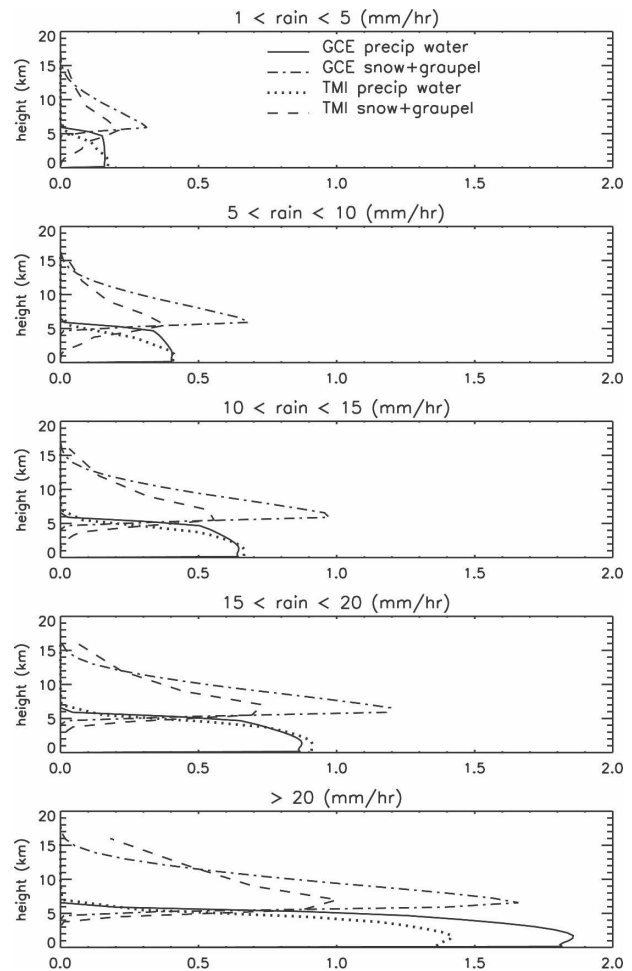 1 < rain < 5 (mm/hr)
20
15
10
5
0
height (km)
GCE precip water
GCE snow+graupel
TMI precip water
TMI snow+graupel
0.0 0.5 1.0 1.5 2.0
5 < rain < 10 (mm/hr)
20
15
10
5
0
height (km)
0.0 0.5 1.0 1.5 2.0
10 < rain < 15 (mm/hr)
20
15
10
5
0
height (km)
0.0 0.5 1.0 1.5 2.0
15 < rain < 20 (mm/hr)
20
15
10
5
0
height (km)
0.0 0.5 1.0 1.5 2.0
> 20 (mm/hr)
20
15
10
5
0
height (km)
0.0 0.5 1.0 1.5 2.0